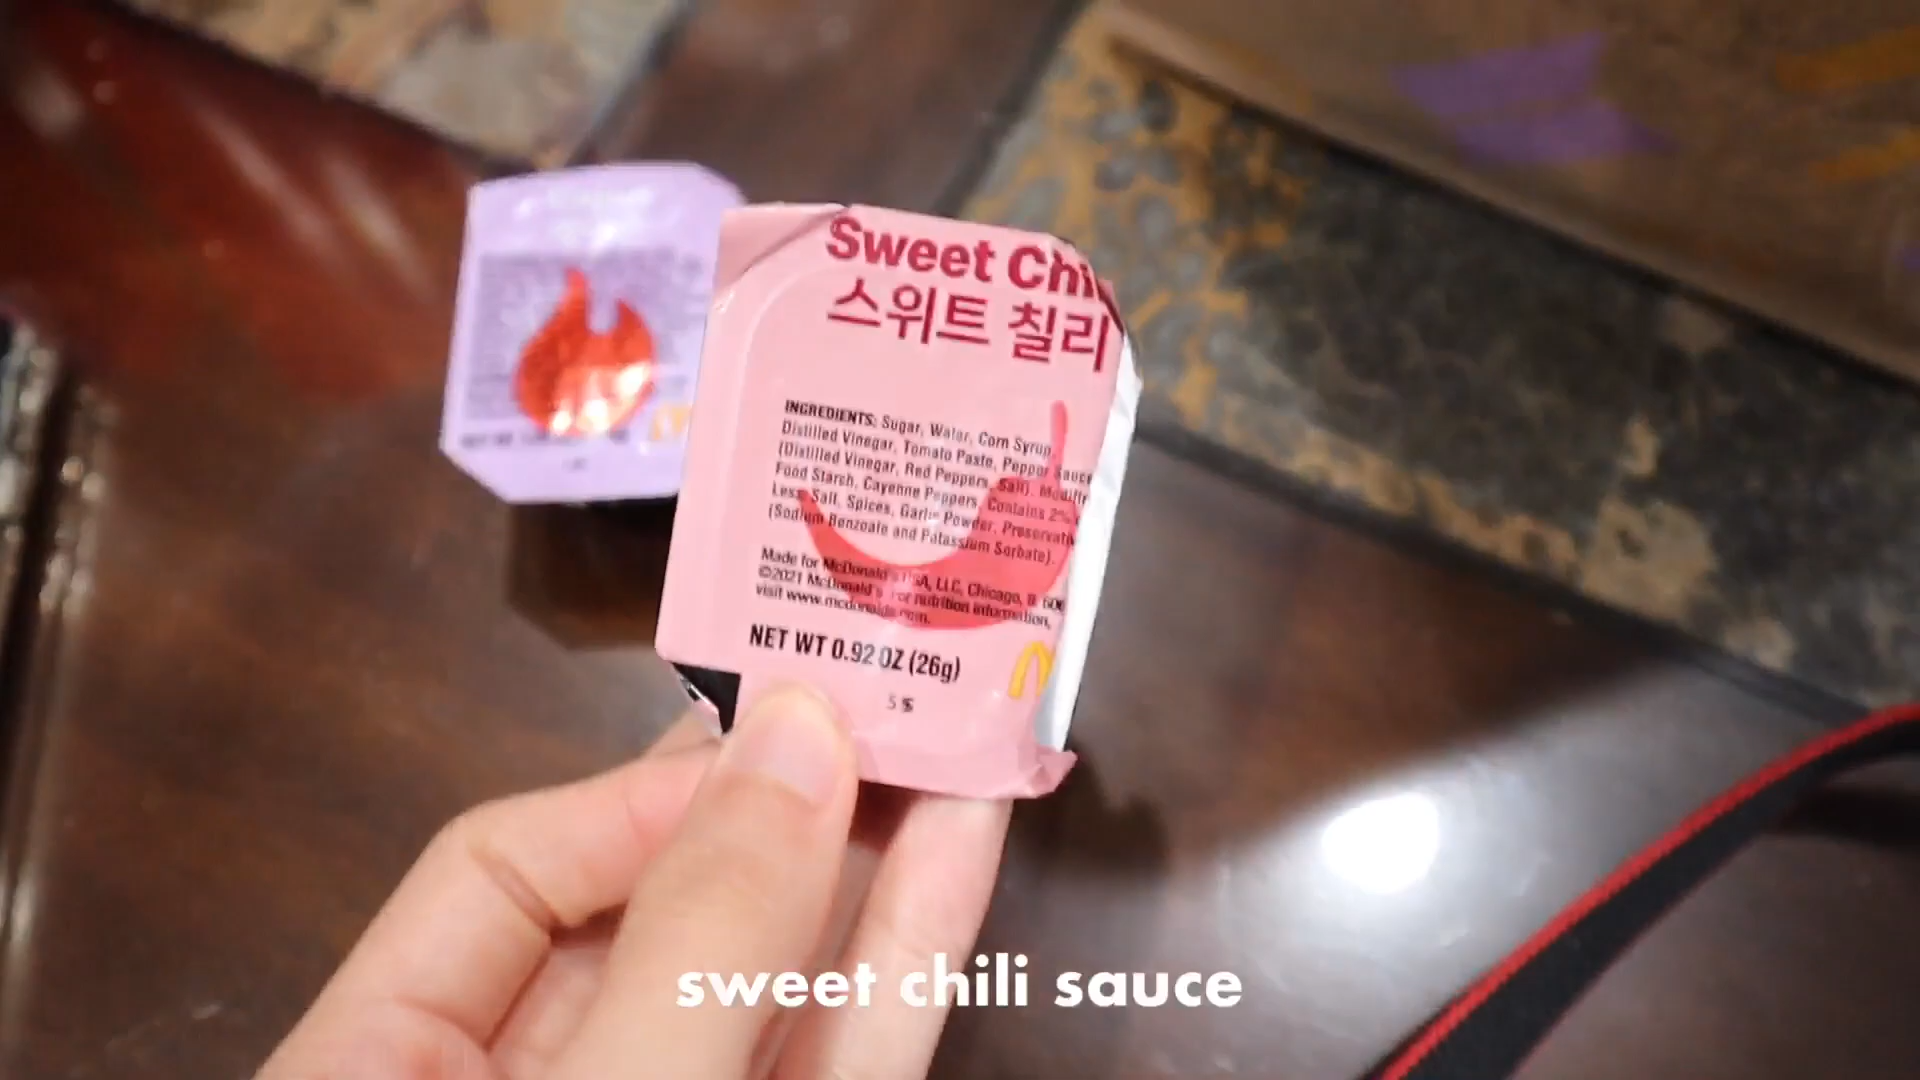 Sweet Chi
스위트 칠리
INGREDIENTS: Sugar, Water, Corn Syrup,
Distilled Vinegar, Tomato Paste, Pepper Sauce
(Distilled Vinegar, Red Peppers, Salt), Modifi
Food Starch, Cayenne Peppers, Contains 2%
Less: Salt, Spices, Garlic Powder, Preservativ
(Sodium Benzoate and Potassium Sorbate).
Made for McDonald's USA, LLC, Chicago, IL 606
©2021 McDonald's For nutrition information,
visit www.mcdonalds.com.
NET WT 0.92 OZ (26g)
sweet chili sauce